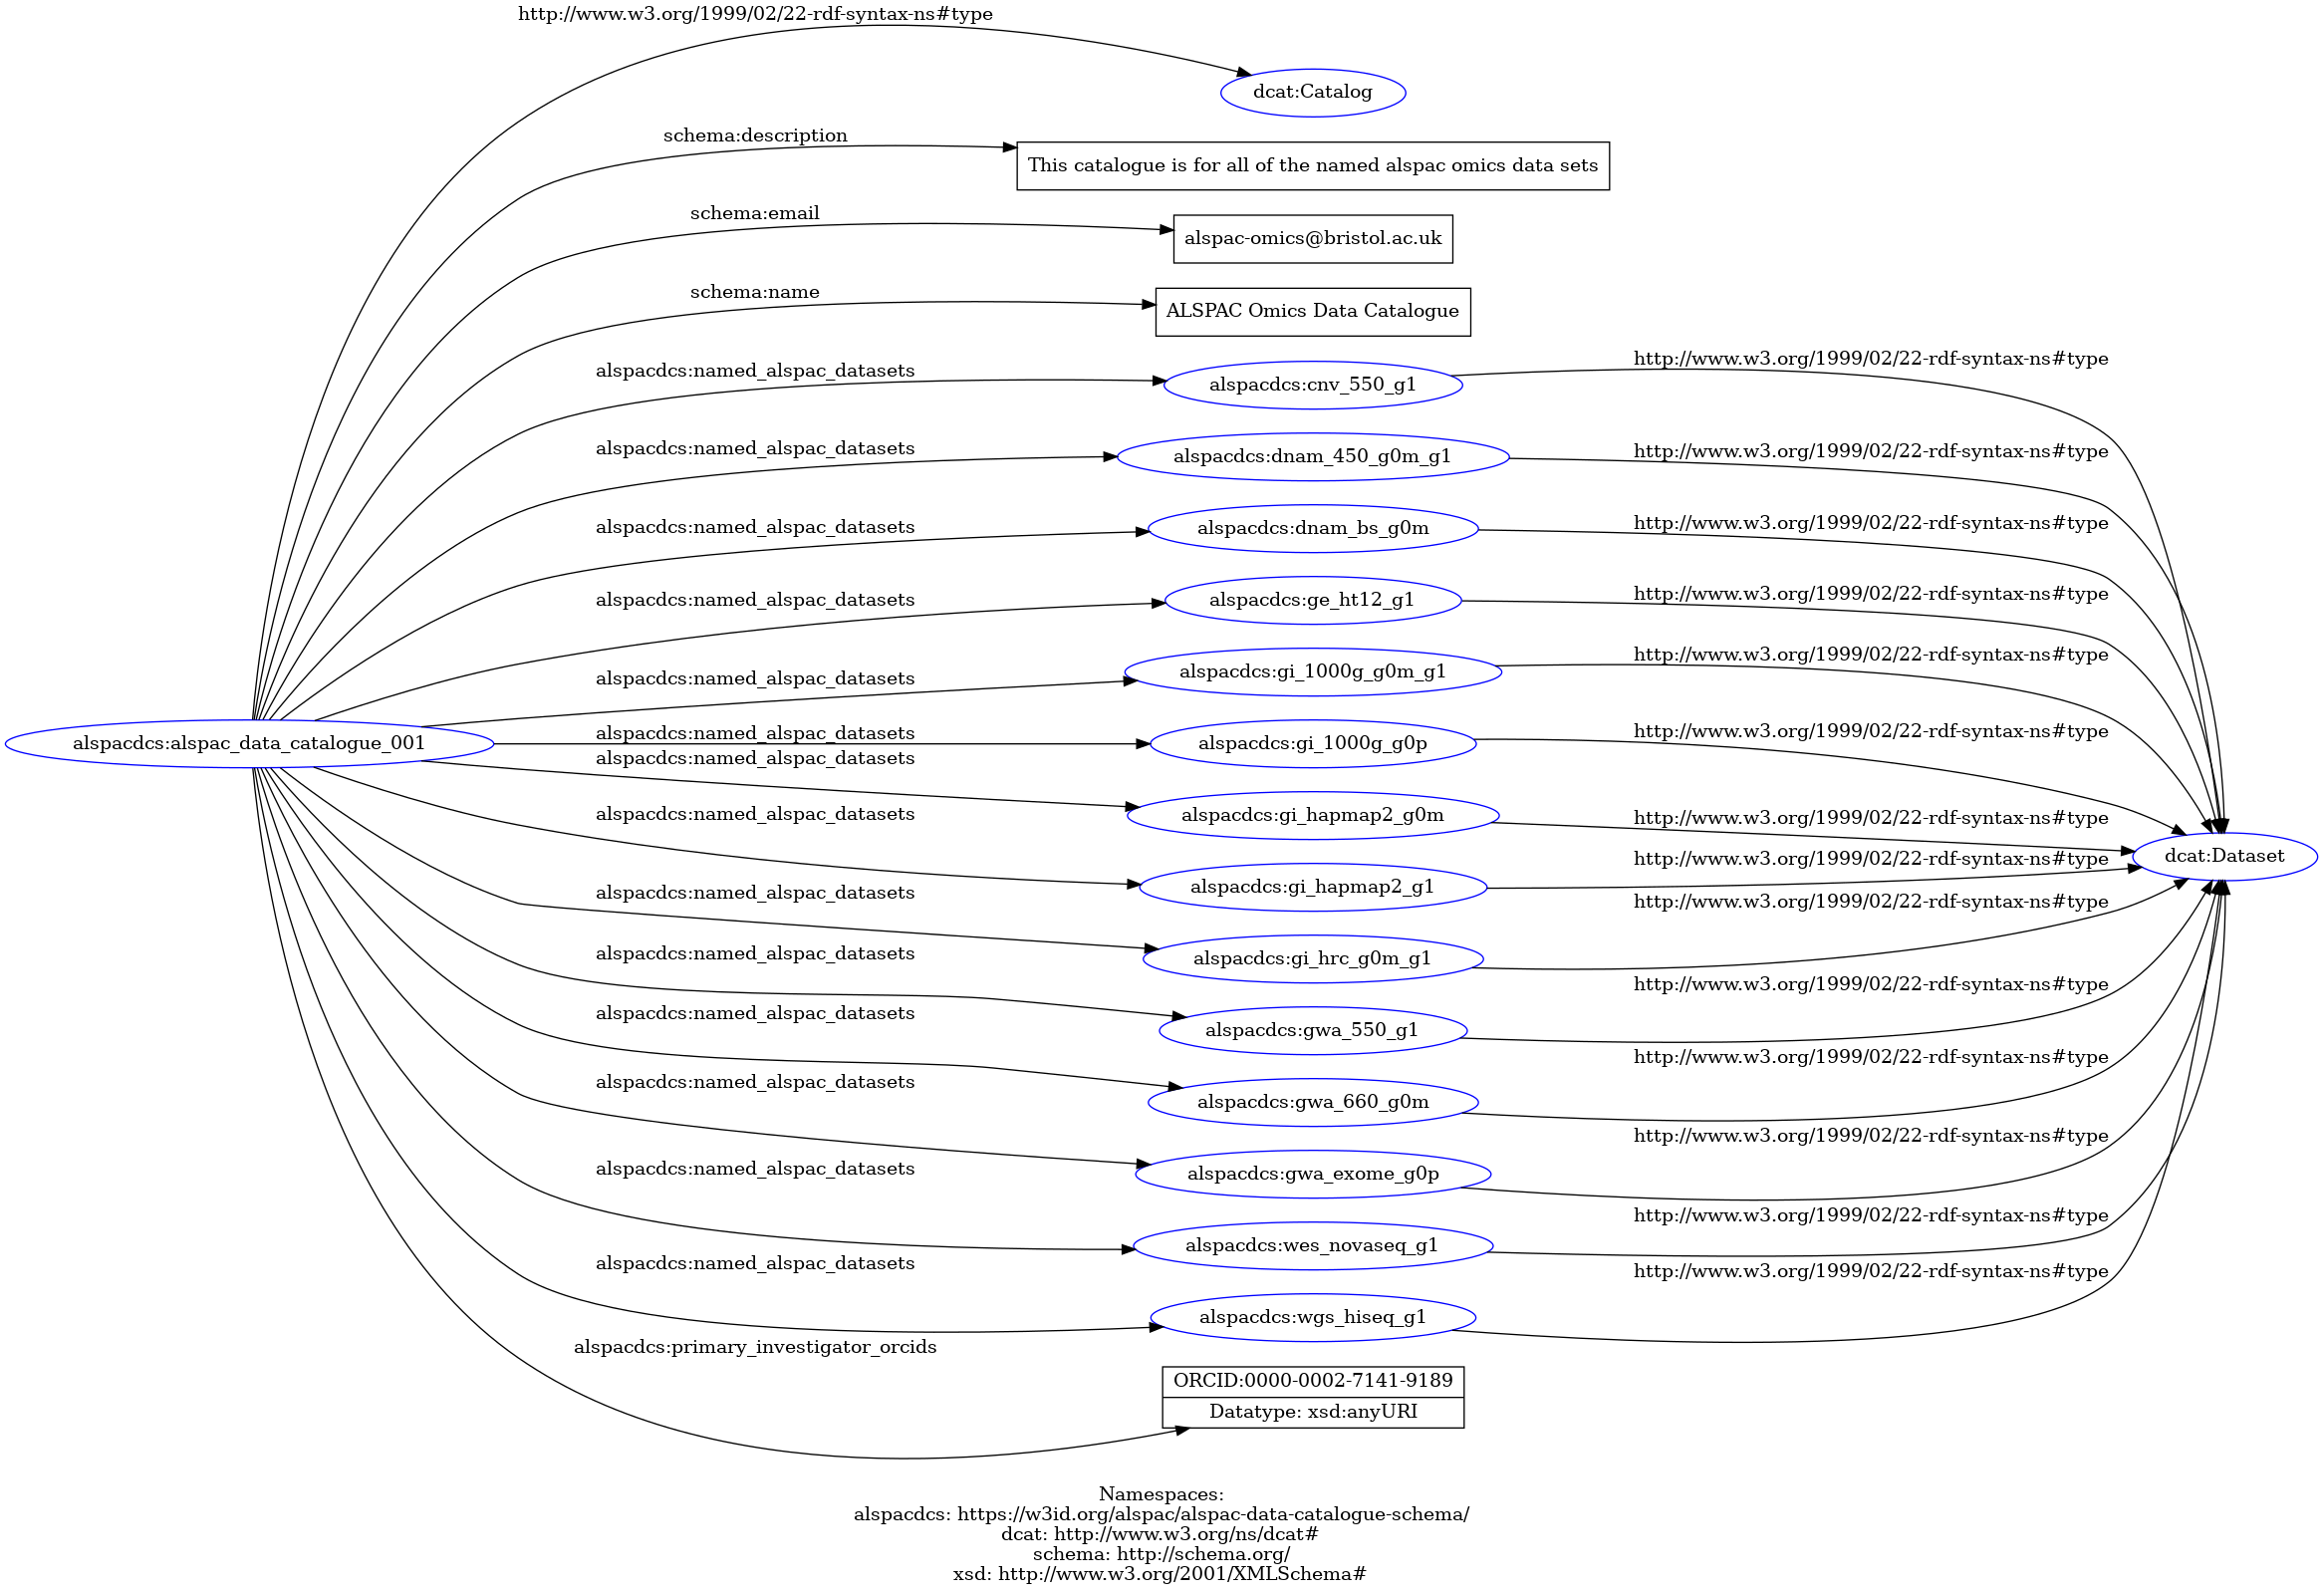 http://www.w3.org/1999/02/22-rdf-syntax-ns#type
dcat:Catalog
schema:description
This catalogue is for all of the named alspac omics data sets
schema:email
alspac-omics@bristol.ac.uk
schema:name
ALSPAC Omics Data Catalogue
alspacdcs:named_alspac_datasets
alspacdcs:cnv_550_g1
http://www.w3.org/1999/02/22-rdf-syntax-ns#type
alspacdcs:named_alspac_datasets
alspacdcs:dnam_450_g0m_g1
http://www.w3.org/1999/02/22-rdf-syntax-ns#type
alspacdcs:named_alspac_datasets
alspacdcs:dnam_bs_g0m
http://www.w3.org/1999/02/22-rdf-syntax-ns#type
alspacdcs:named_alspac_datasets
alspacdcs:ge_ht12_g1
http://www.w3.org/1999/02/22-rdf-syntax-ns#type
alspacdcs:named_alspac_datasets
alspacdcs:gi_1000g_g0m_g1
http://www.w3.org/1999/02/22-rdf-syntax-ns#type
alspacdcs:alspac_data_catalogue_001
alspacdcs:named_alspac_datasets
alspacdcs:gi_1000g_g0p
http://www.w3.org/1999/02/22-rdf-syntax-ns#type
alspacdcs:named_alspac_datasets
alspacdcs:gi_hapmap2_g0m
http://www.w3.org/1999/02/22-rdf-syntax-ns#type
dcat:Dataset
alspacdcs:named_alspac_datasets
alspacdcs:gi_hapmap2_g1
http://www.w3.org/1999/02/22-rdf-syntax-ns#type
alspacdcs:named_alspac_datasets
alspacdcs:gi_hrc_g0m_g1
http://www.w3.org/1999/02/22-rdf-syntax-ns#type
alspacdcs:named_alspac_datasets
alspacdcs:gwa_550_g1
http://www.w3.org/1999/02/22-rdf-syntax-ns#type
alspacdcs:named_alspac_datasets
alspacdcs:gwa_660_g0m
http://www.w3.org/1999/02/22-rdf-syntax-ns#type
alspacdcs:named_alspac_datasets
alspacdcs:gwa_exome_g0p
http://www.w3.org/1999/02/22-rdf-syntax-ns#type
alspacdcs:named_alspac_datasets
alspacdcs:wes_novaseq_g1
http://www.w3.org/1999/02/22-rdf-syntax-ns#type
alspacdcs:named_alspac_datasets
alspacdcs:wgs_hiseq_g1
http://www.w3.org/1999/02/22-rdf-syntax-ns#type
alspacdcs:primary_investigator_orcids
ORCID:0000-0002-7141-9189
Datatype: xsd:anyURI
Namespaces:
alspacdcs: https://w3id.org/alspac/alspac-data-catalogue-schema/
dcat: http://www.w3.org/ns/dcat#
schema: http://schema.org/
xsd: http://www.w3.org/2001/XMLSchema#